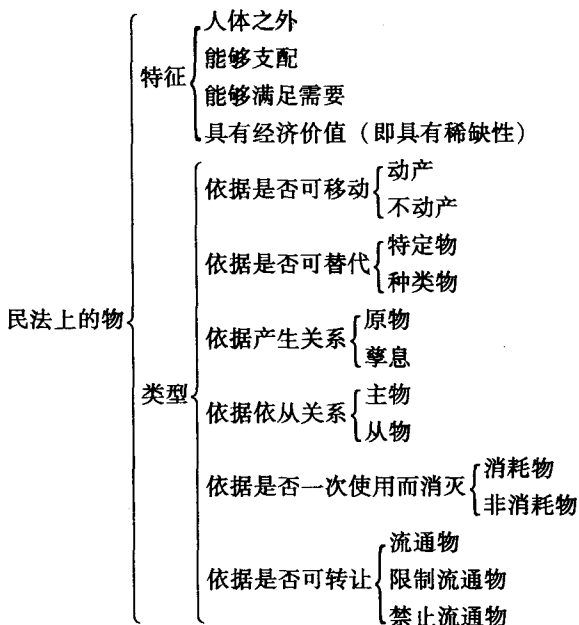 民法上的物
特征
人体之外
能够支配
能够满足需要
具有经济价值（即具有稀缺性）
类型
依据是否可移动
动产
不动产
依据是否可替代
特定物
种类物
依据产生关系
原物
孳息
依据依从关系
主物
从物
依据是否一次使用而消灭
消耗物
非消耗物
依据是否可转让
流通物
限制流通物
禁止流通物